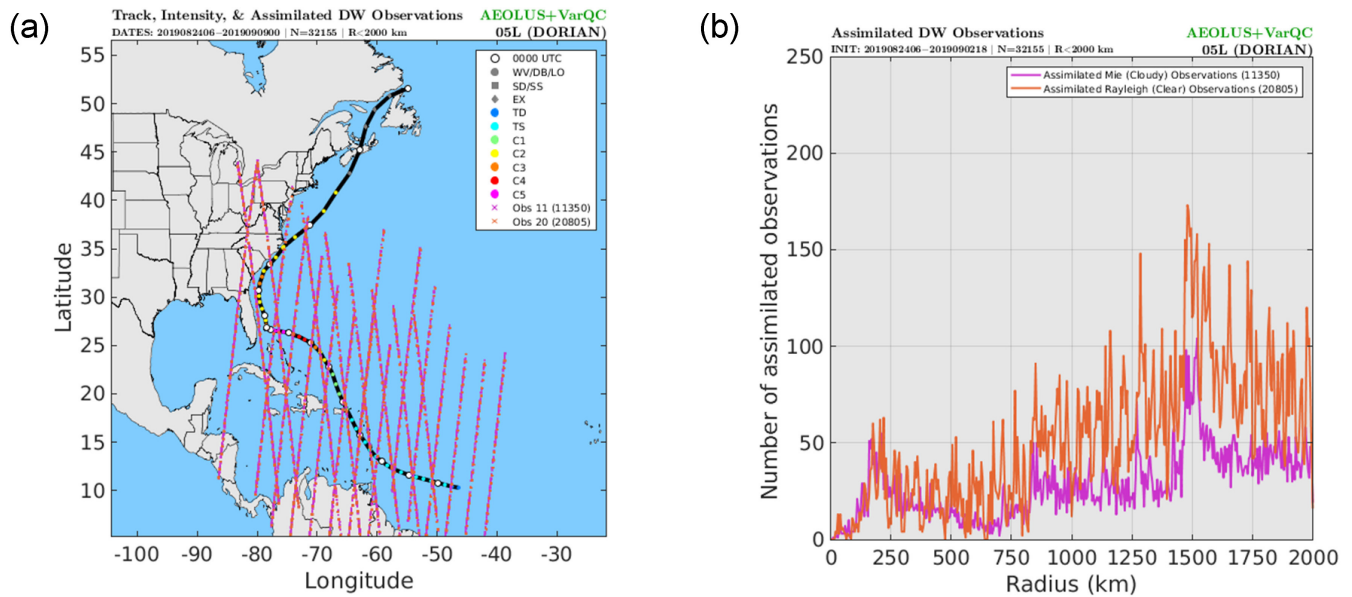 (a)
Track, Intensity, & Assimilated DW Observations
AEOLUS+VarQC
DATES: 2019082406−2019090900 | N=32155 | R<2000 km
05L (DORIAN)
0000 UTC
WV/DB/LO
SD/SS
EX
TD
TS
C1
C2
C3
C4
C5
Obs 11 (11350)
Obs 20 (20805)
55
50
45
40
35
30
25
20
15
10
Latitude
-100 -90 -80 -70 -60 -50 -40 -30
Longitude
(b)
Assimilated DW Observations
AEOLUS+VarQC
INIT: 2019082406−2019090218 | N=32155 | R<2000 km
05L (DORIAN)
Assimilated Mie (Cloudy) Observations (11350)
Assimilated Rayleigh (Clear) Observations (20805)
250
200
150
100
50
0
Number of assimilated observations
0 250 500 750 1000 1250 1500 1750 2000
Radius (km)